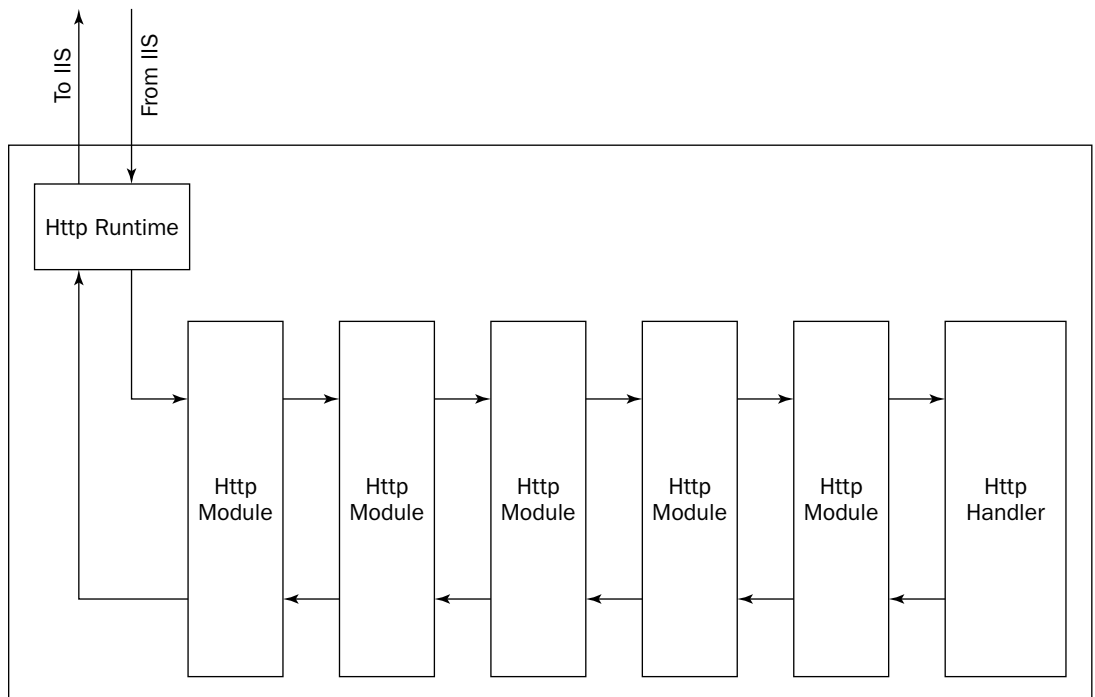 To IIS
From IIS
Http Runtime
Http
Module
Http
Module
Http
Module
Http
Module
Http
Module
Http
Handler